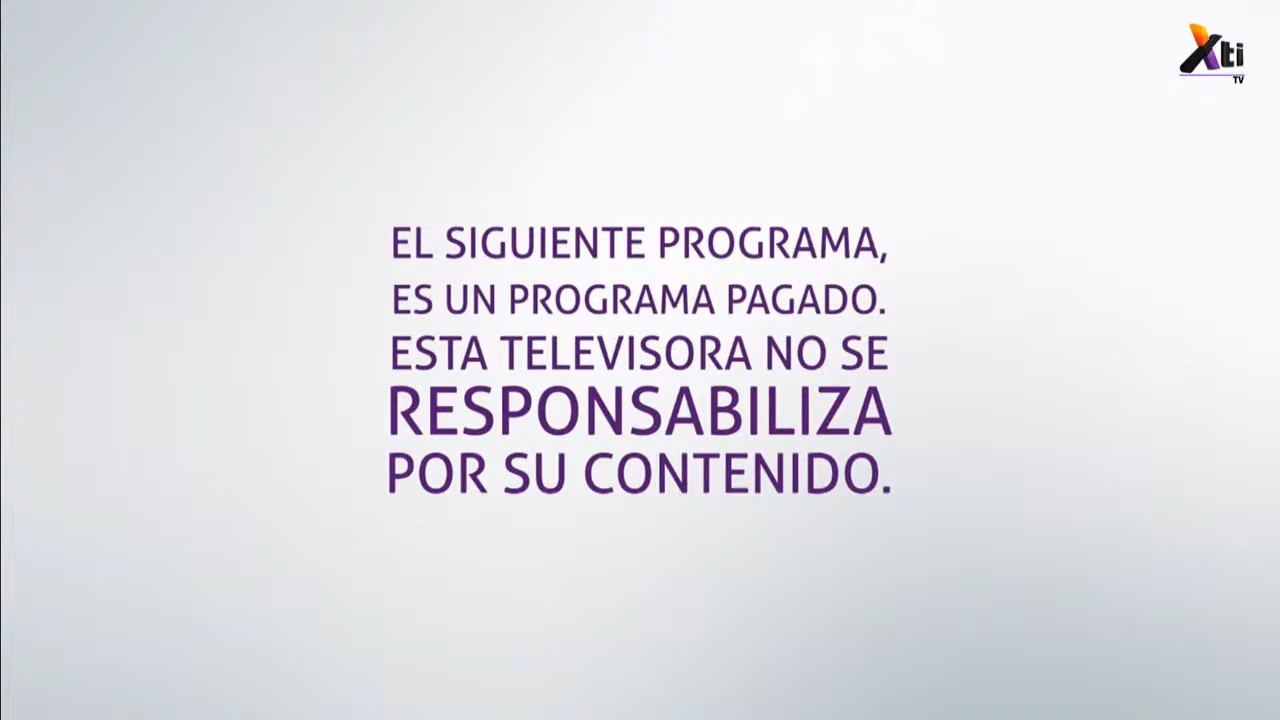 Xti
TV
EL SIGUIENTE PROGRAMA,
ES UN PROGRAMA PAGADO.
ESTA TELEVISORA NO SE
RESPONSABILIZA
POR SU CONTENIDO.